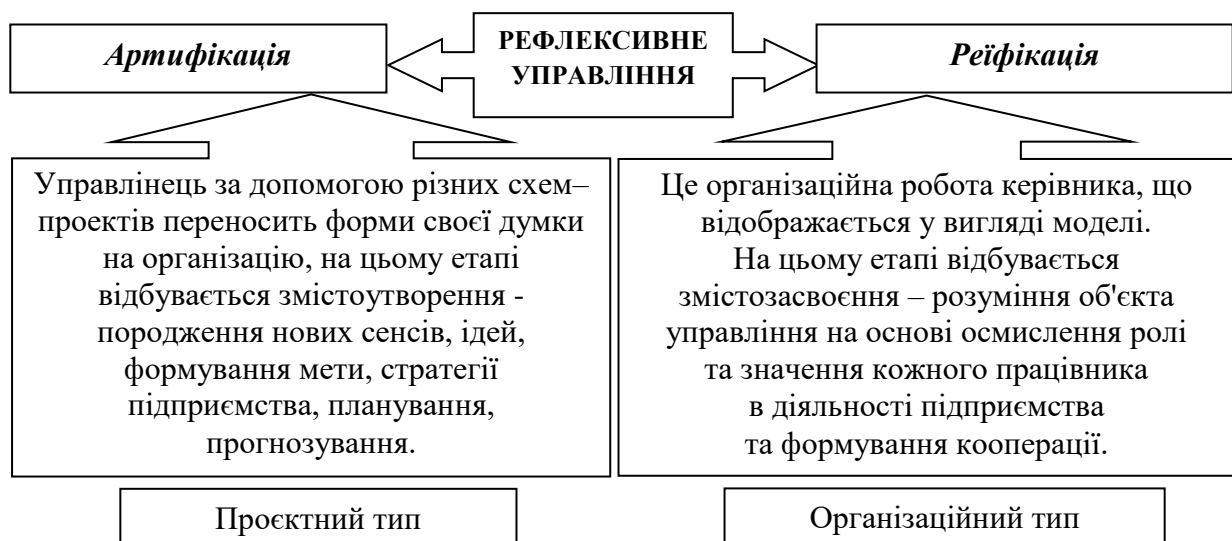 Артифікація
РЕФЛЕКСИВНЕ
УПРАВЛІННЯ
Реїфікація
Управлінець за допомогою різних схем–
проектів переносить форми своєї думки
на організацію, на цьому етапі
відбувається змістоутворення -
породження нових сенсів, ідей,
формування мети, стратегії
підприємства, планування,
прогнозування.
Це організаційна робота керівника, що
відображається у вигляді моделі.
На цьому етапі відбувається
змістозасвоєння – розуміння об'єкта
управління на основі осмислення ролі
та значення кожного працівника
в діяльності підприємства
та формування кооперації.
Проєктний тип
Організаційний тип